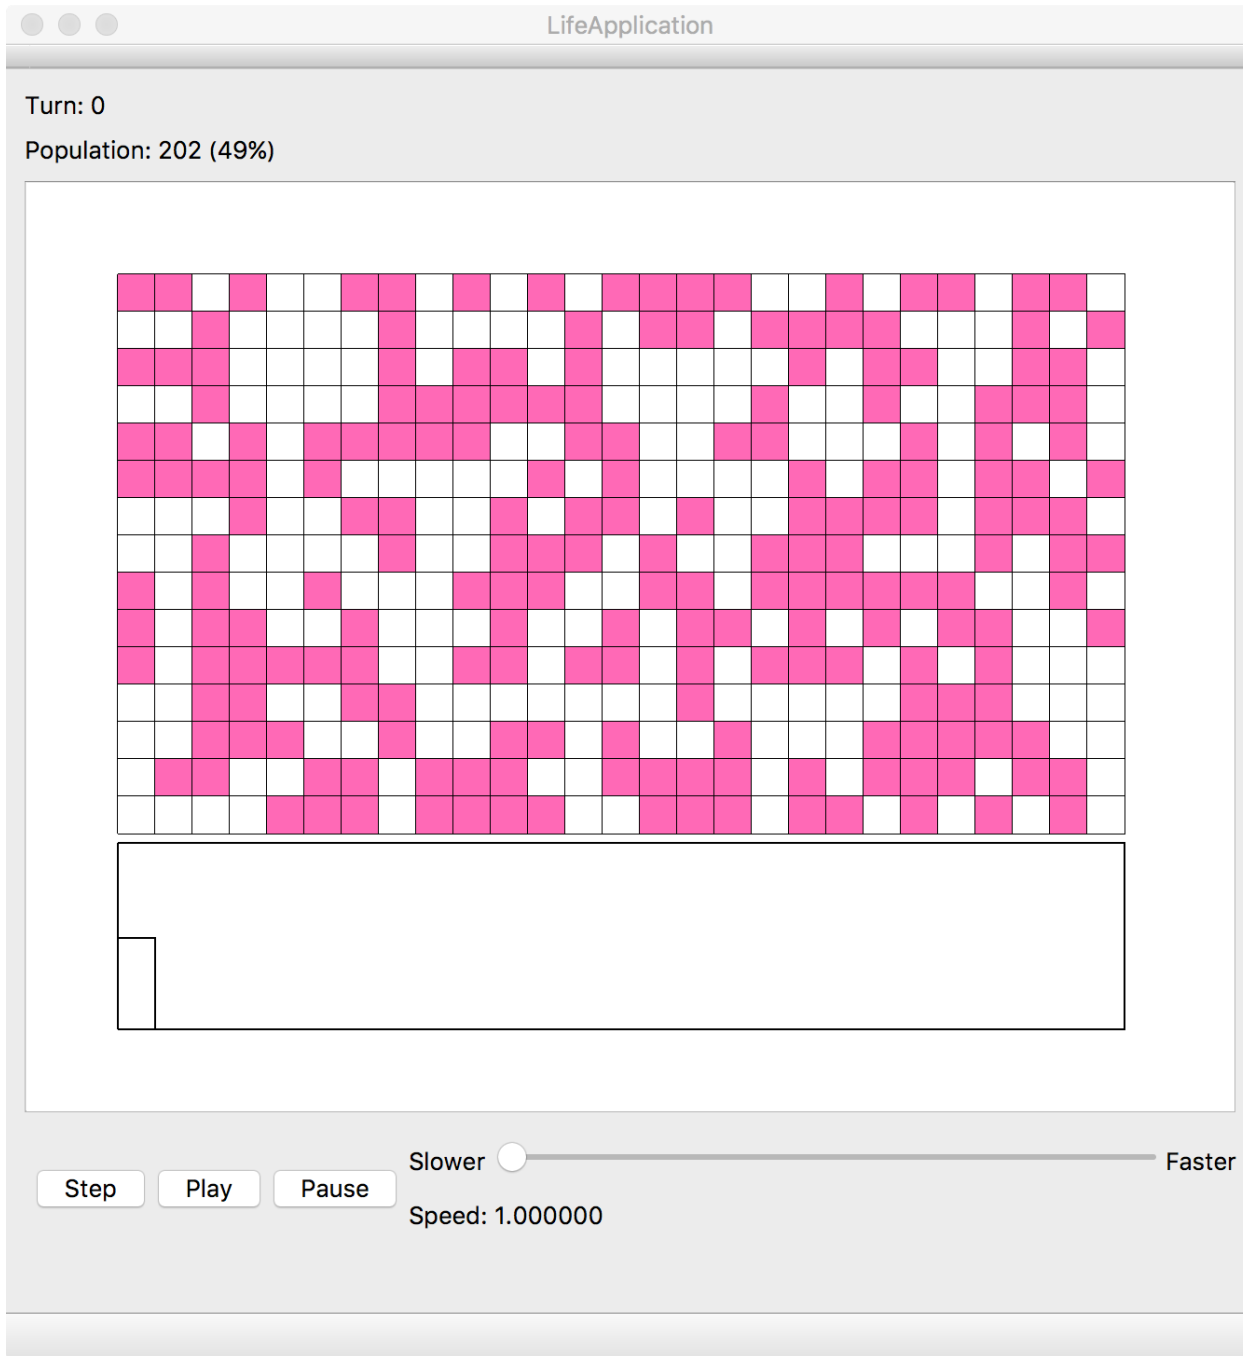 LifeApplication
Turn: 0
Population: 202 (49%)
Slower
Faster
Step
Play
Pause
Speed: 1.000000